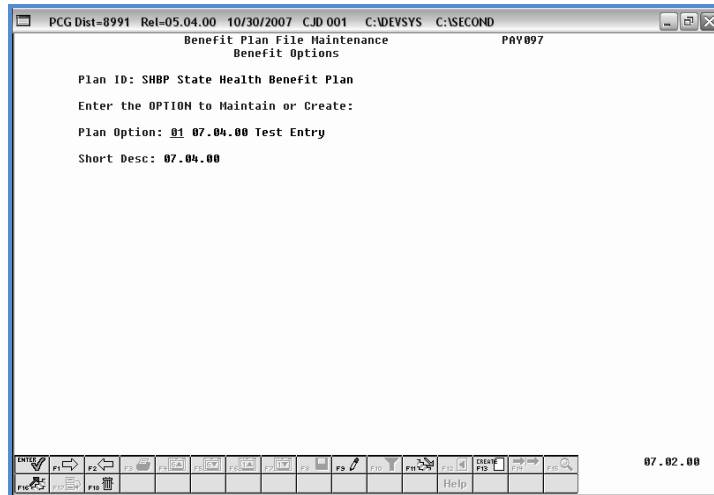 PCG Dist=8991 Rel=05.04.00 10/30/2007 CJD 001 C:\DEVSYS C:\SECOND
Benefit Plan File Maintenance PAY097
Benefit Options
Plan ID: SHBP State Health Benefit Plan
Enter the OPTION to Maintain or Create:
Plan Option: 01 07.04.00 Test Entry
Short Desc: 07.04.00
ENTER F1 F2 F3 F4 F5 F6 F7 F8 F9 F10 F11 F12 CREATE F13 F14 F15 07.02.00
F16 F17 F18 Help